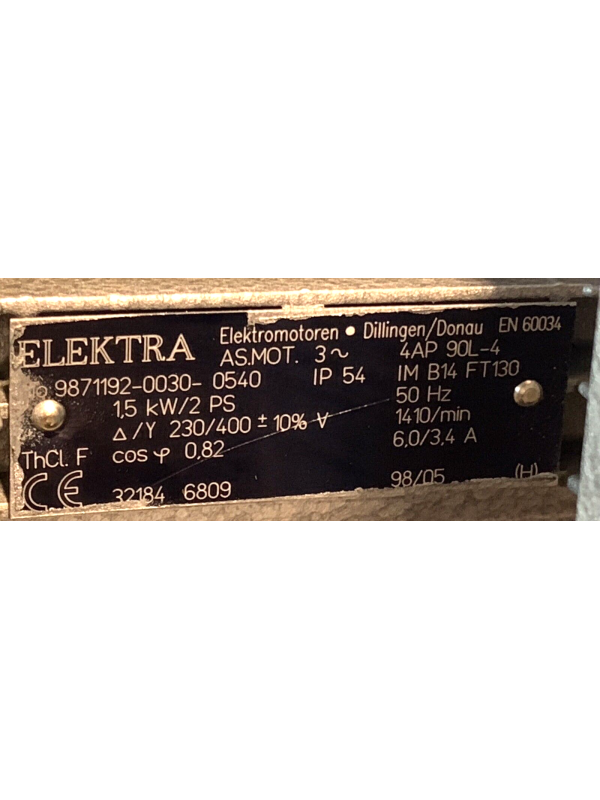 ELEKTRA Elektromotoren • Dillingen/Donau EN 60034
AS.MOT. 3~ 4AP 90L-4
9871192-0030- 0540 IP 54 IM B14 FT130
1,5 kW/2 PS 50 Hz
Δ/Y 230/400 ± 10% V 1410/min
ThCl. F cos φ 0,82 6,0/3,4 A
CE 32184 6809 98/05 (H)